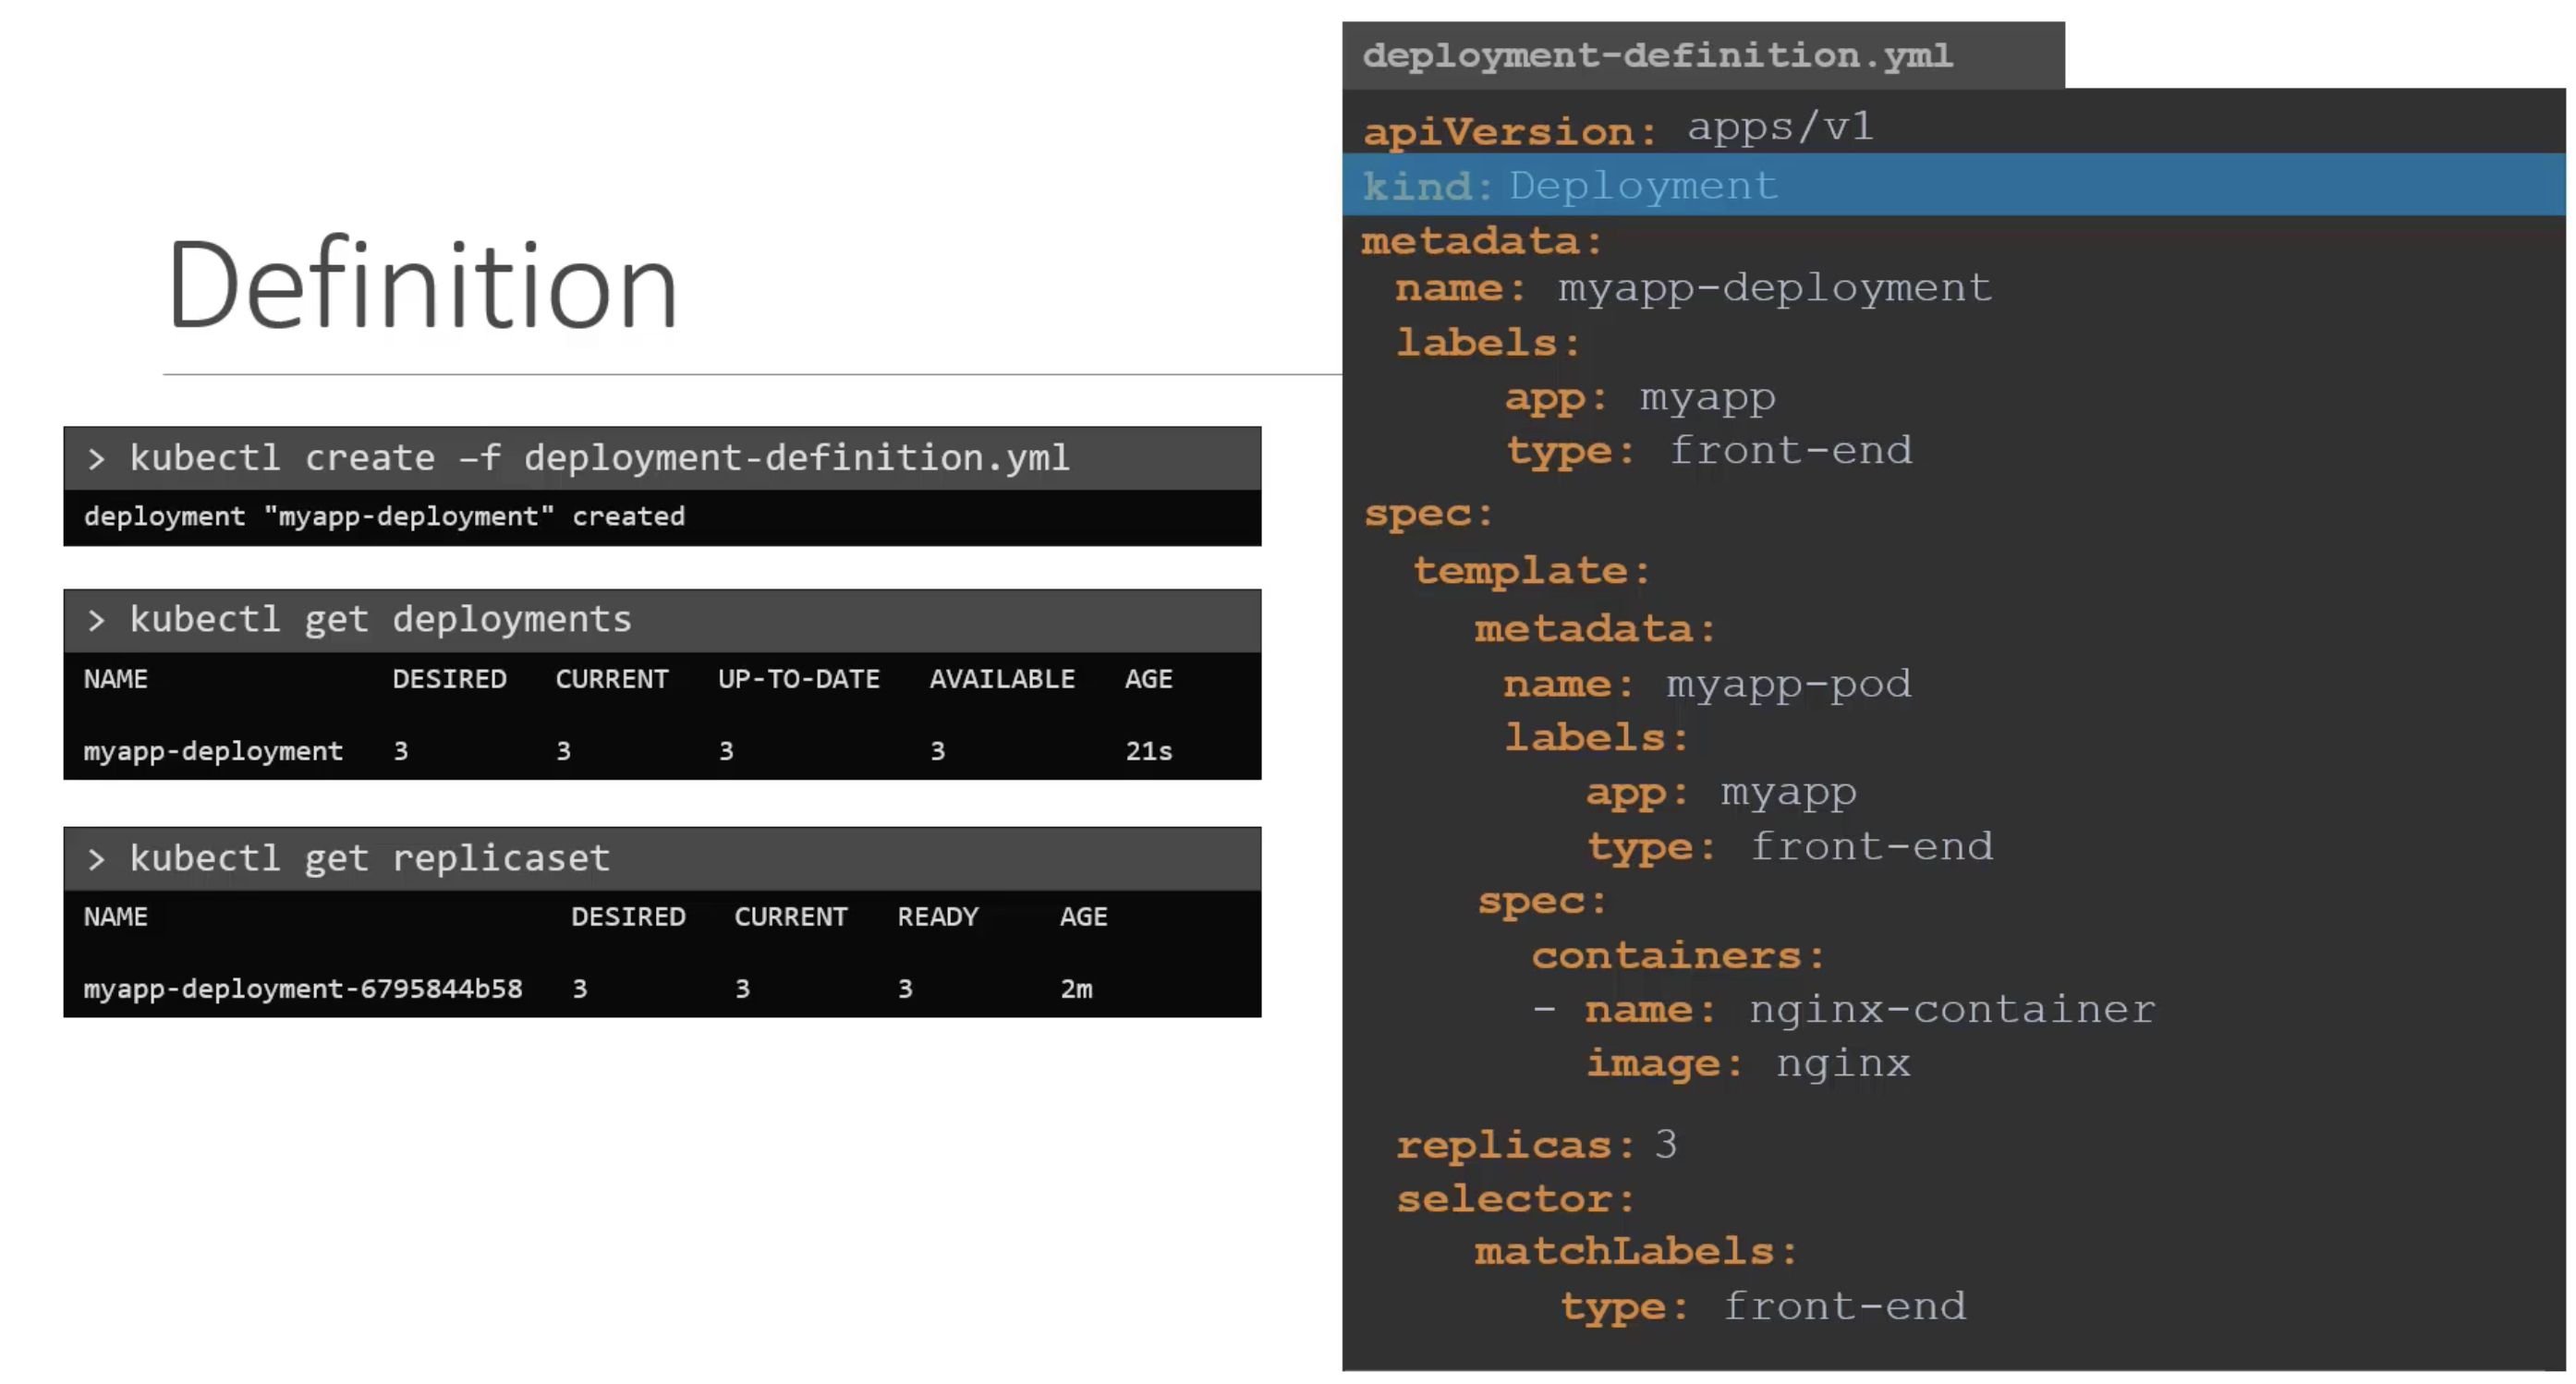 Definition
> kubectl create –f deployment-definition.yml
deployment "myapp-deployment" created
> kubectl get deployments
NAME DESIRED CURRENT UP-TO-DATE AVAILABLE AGE
myapp-deployment 3 3 3 3 21s
> kubectl get replicaset
NAME DESIRED CURRENT READY AGE
myapp-deployment-6795844b58 3 3 3 2m
deployment-definition.yml
apiVersion: apps/v1
kind: Deployment
metadata:
name: myapp-deployment
labels:
app: myapp
type: front-end
spec:
template:
metadata:
name: myapp-pod
labels:
app: myapp
type: front-end
spec:
containers:
- name: nginx-container
image: nginx
replicas: 3
selector:
matchLabels:
type: front-end